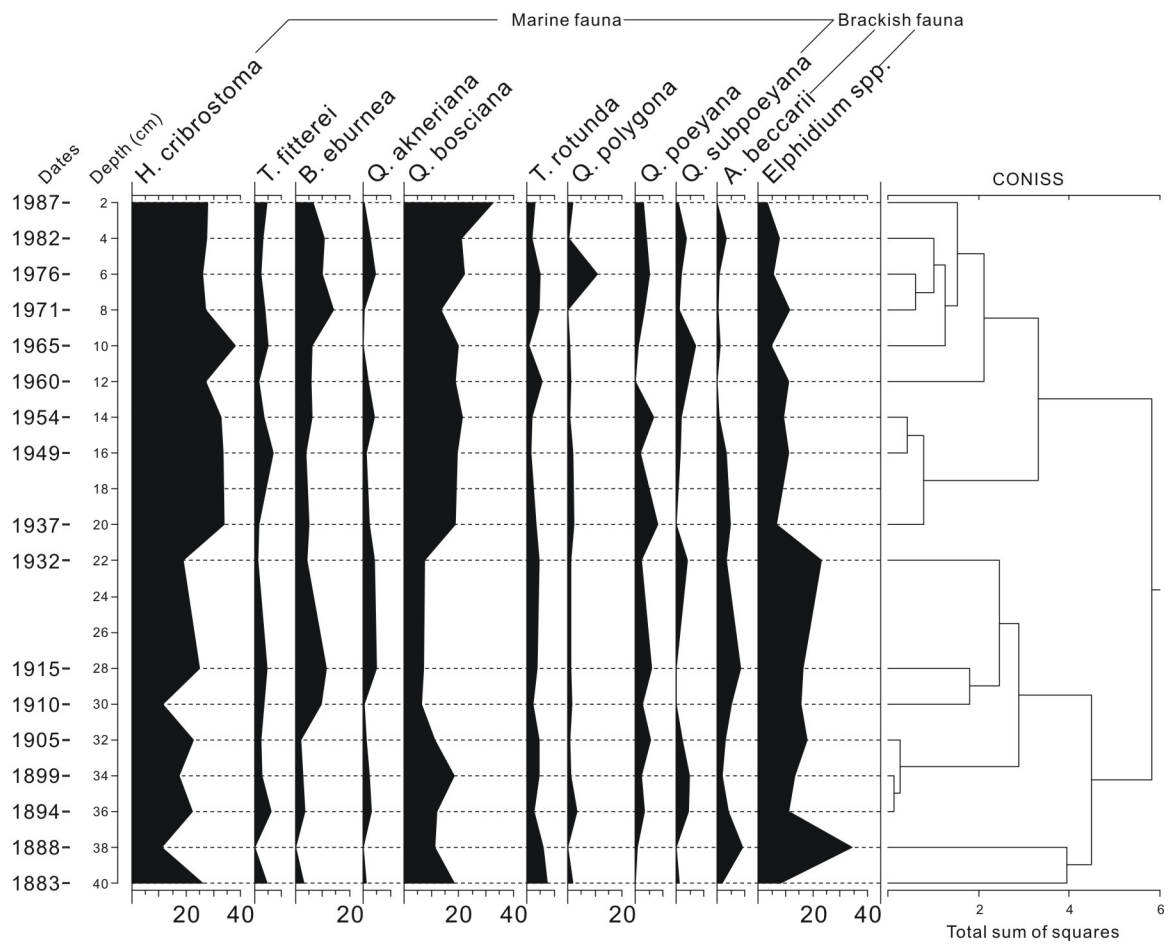 Marine fauna
Brackish fauna
Dates
Depth (cm)
H. cribrostoma
T. fitterei
B. eburnea
Q. akneriana
Q. bosciana
T. rotunda
Q. polygona
Q. poeyana
Q. subpoeyana
A. beccarii
Elphidium spp.
CONISS
1987 2
1982 4
1976 6
1971 8
1965 10
1960 12
1954 14
1949 16
18
1937 20
1932 22
24
26
1915 28
1910 30
1905 32
1899 34
1894 36
1888 38
1883 40
20 40 20 20 40 20 20 40
2 4 6
Total sum of squares